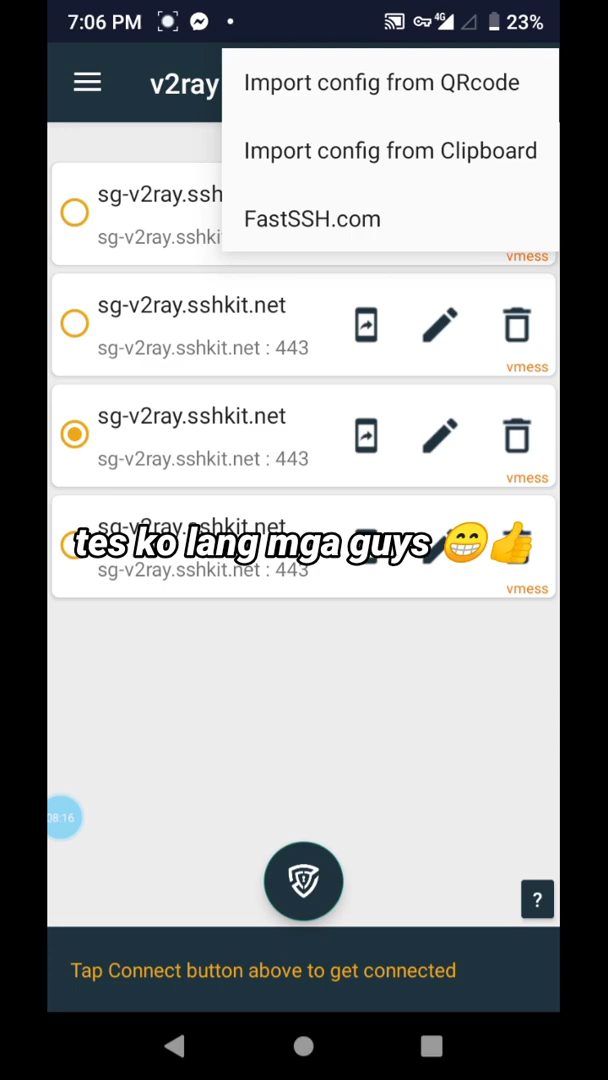 7:06 PM
4G
23%
v2ray
Import config from QRcode
Import config from Clipboard
FastSSH.com
sg-v2ray.ssh
sg-v2ray.sshki
vmess
sg-v2ray.sshkit.net
sg-v2ray.sshkit.net : 443
vmess
sg-v2ray.sshkit.net
sg-v2ray.sshkit.net : 443
vmess
sg-v2ray.sshkit.net
tes ko lang mga guys 😁👍
sg-v2ray.sshkit.net : 443
vmess
08:16
?
Tap Connect button above to get connected